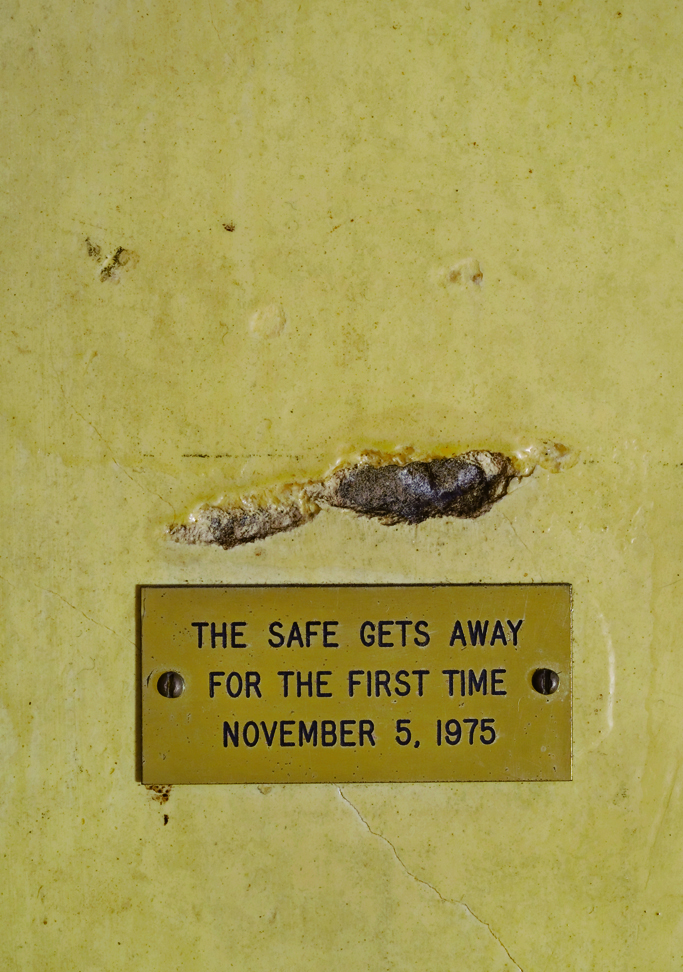 THE SAFE GETS AWAY
FOR THE FIRST TIME
NOVEMBER 5, 1975